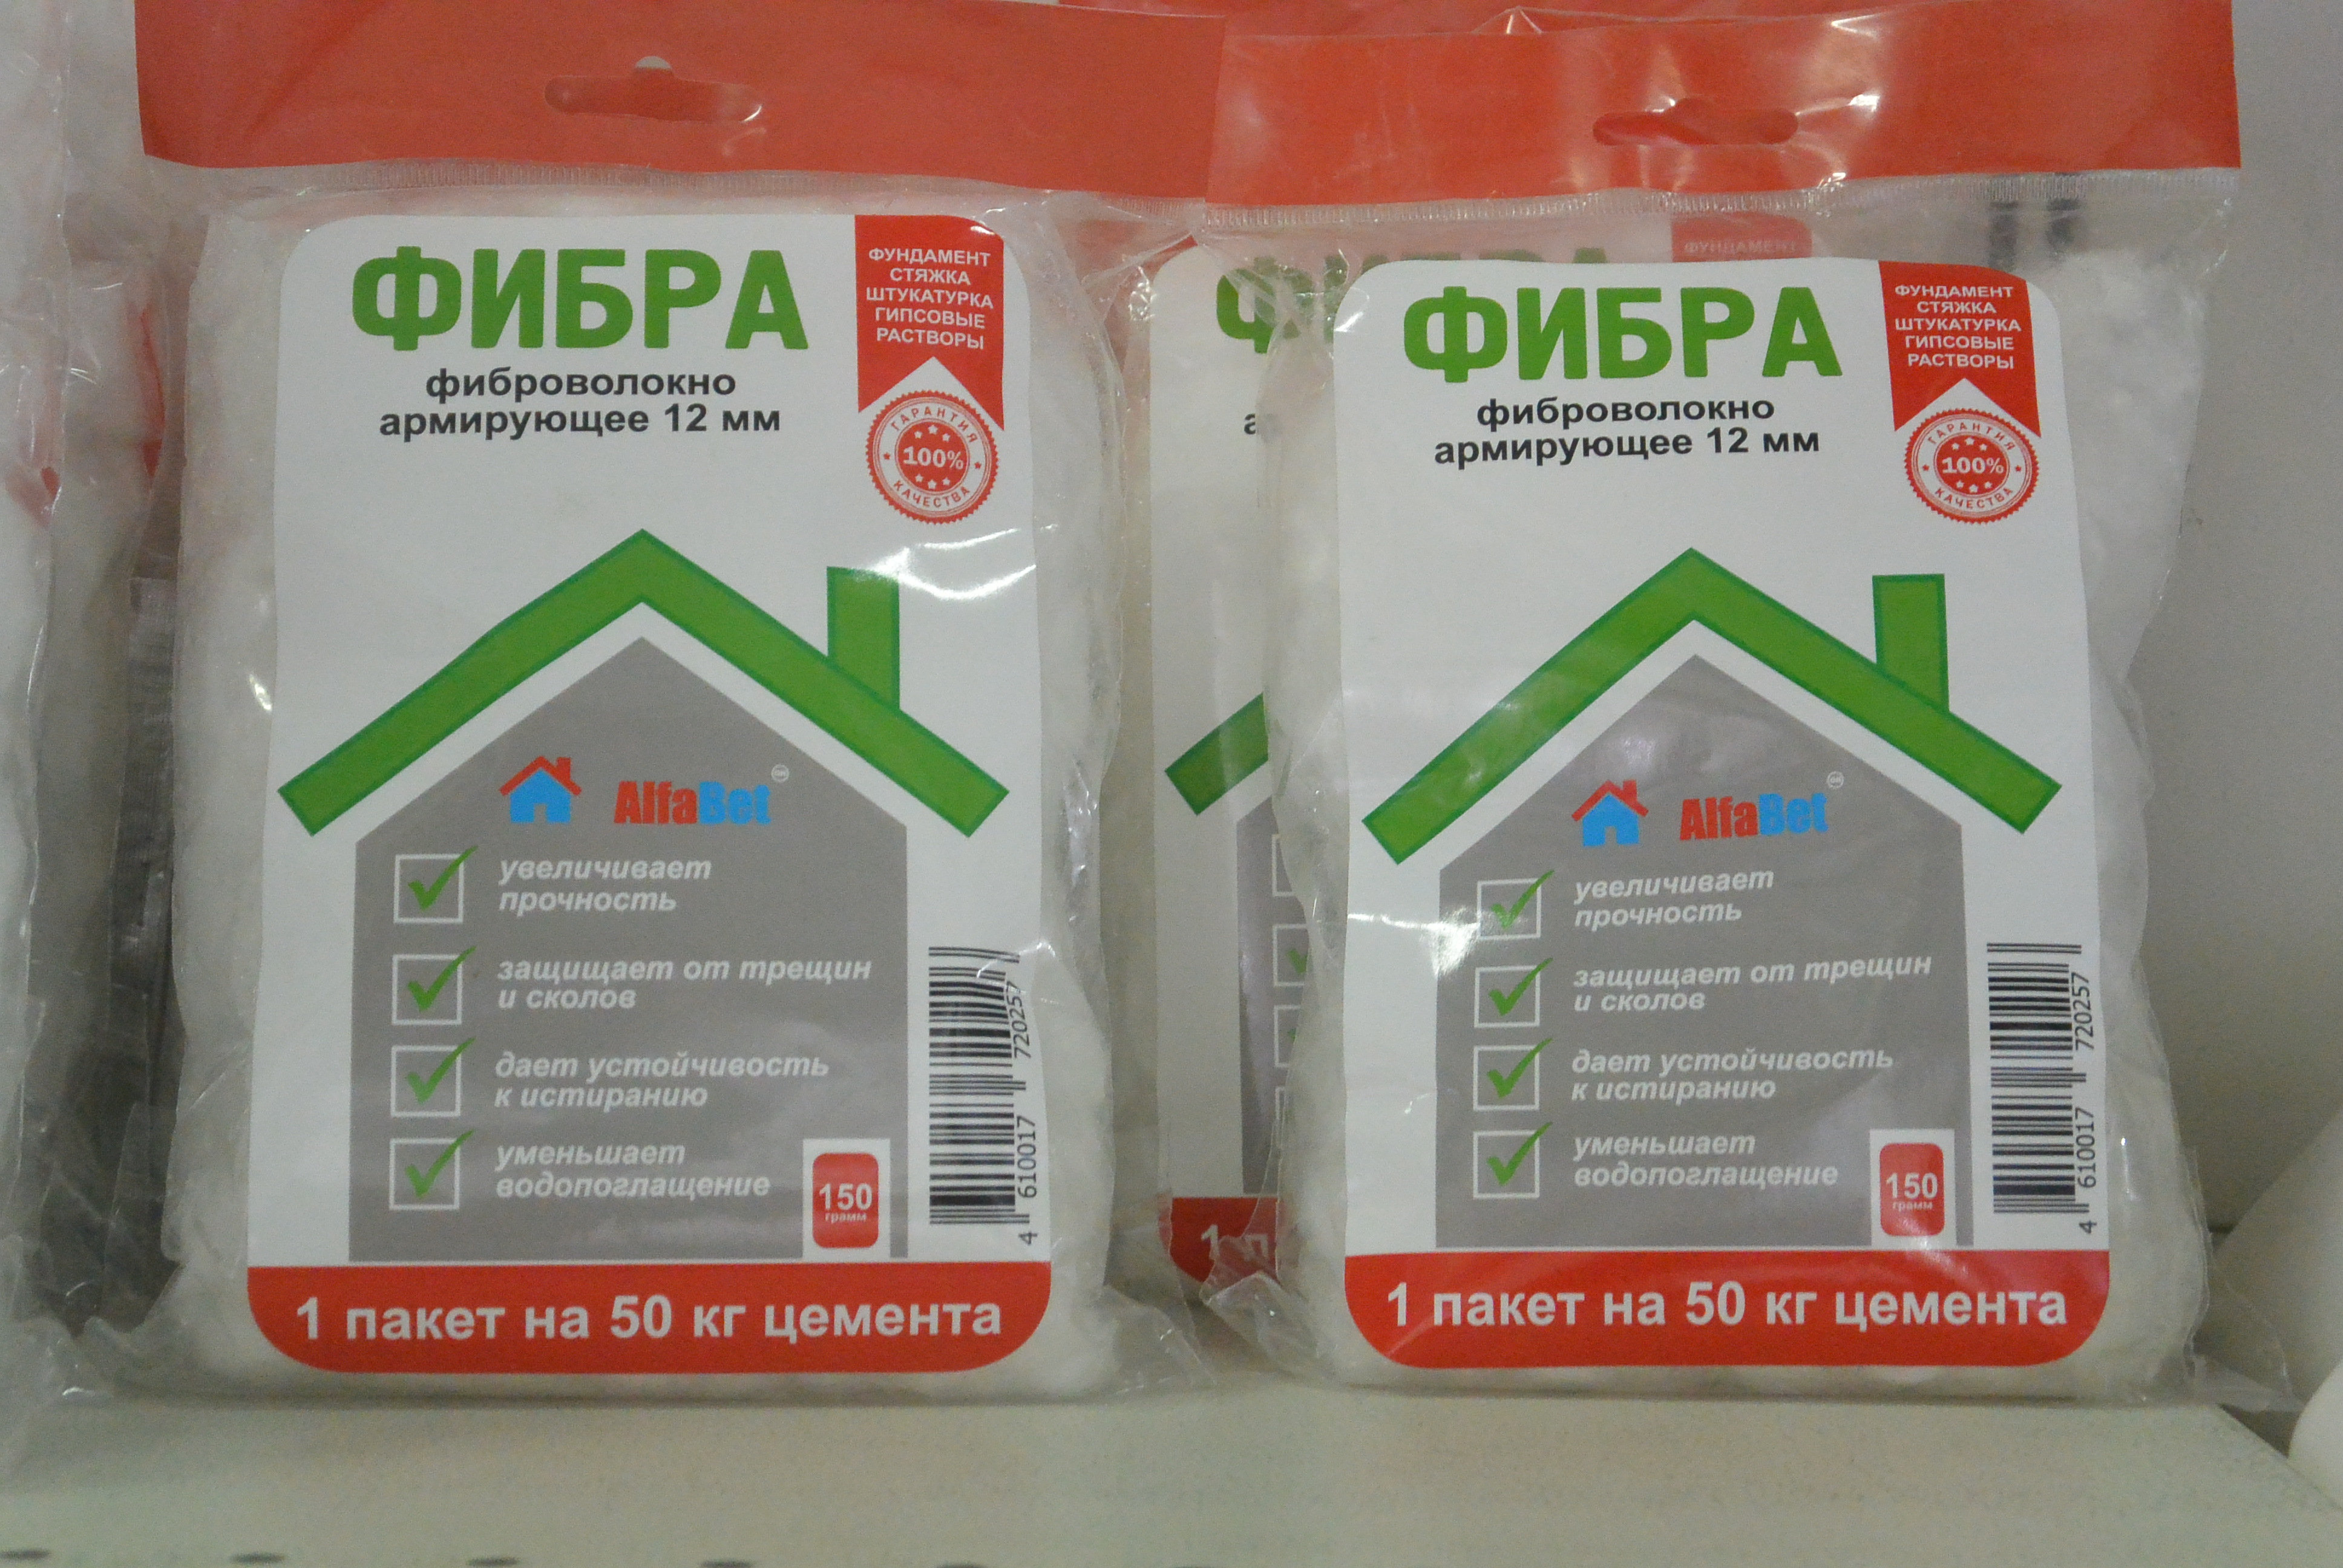 ФИБРА
фиброволокно
армирующее 12 мм
ФУНДАМЕНТ
СТЯЖКА
ШТУКАТУРКА
ГИПСОВЫЕ
РАСТВОРЫ
ГАРАНТИЯ
100%
КАЧЕСТВА
AlfaBet
увеличивает
прочность
защищает от трещин
и сколов
дает устойчивость
к истиранию
уменьшает
водопоглащение
150
грамм
4 610017 720257
1 пакет на 50 кг цемента
ФУНДАМЕНТ
ФИБРА
фиброволокно
армирующее 12 мм
ФУНДАМЕНТ
СТЯЖКА
ШТУКАТУРКА
ГИПСОВЫЕ
РАСТВОРЫ
ГАРАНТИЯ
100%
КАЧЕСТВА
AlfaBet
увеличивает
прочность
защищает от трещин
и сколов
дает устойчивость
к истиранию
уменьшает
водопоглащение
150
грамм
4 610017 720257
1 пакет на 50 кг цемента